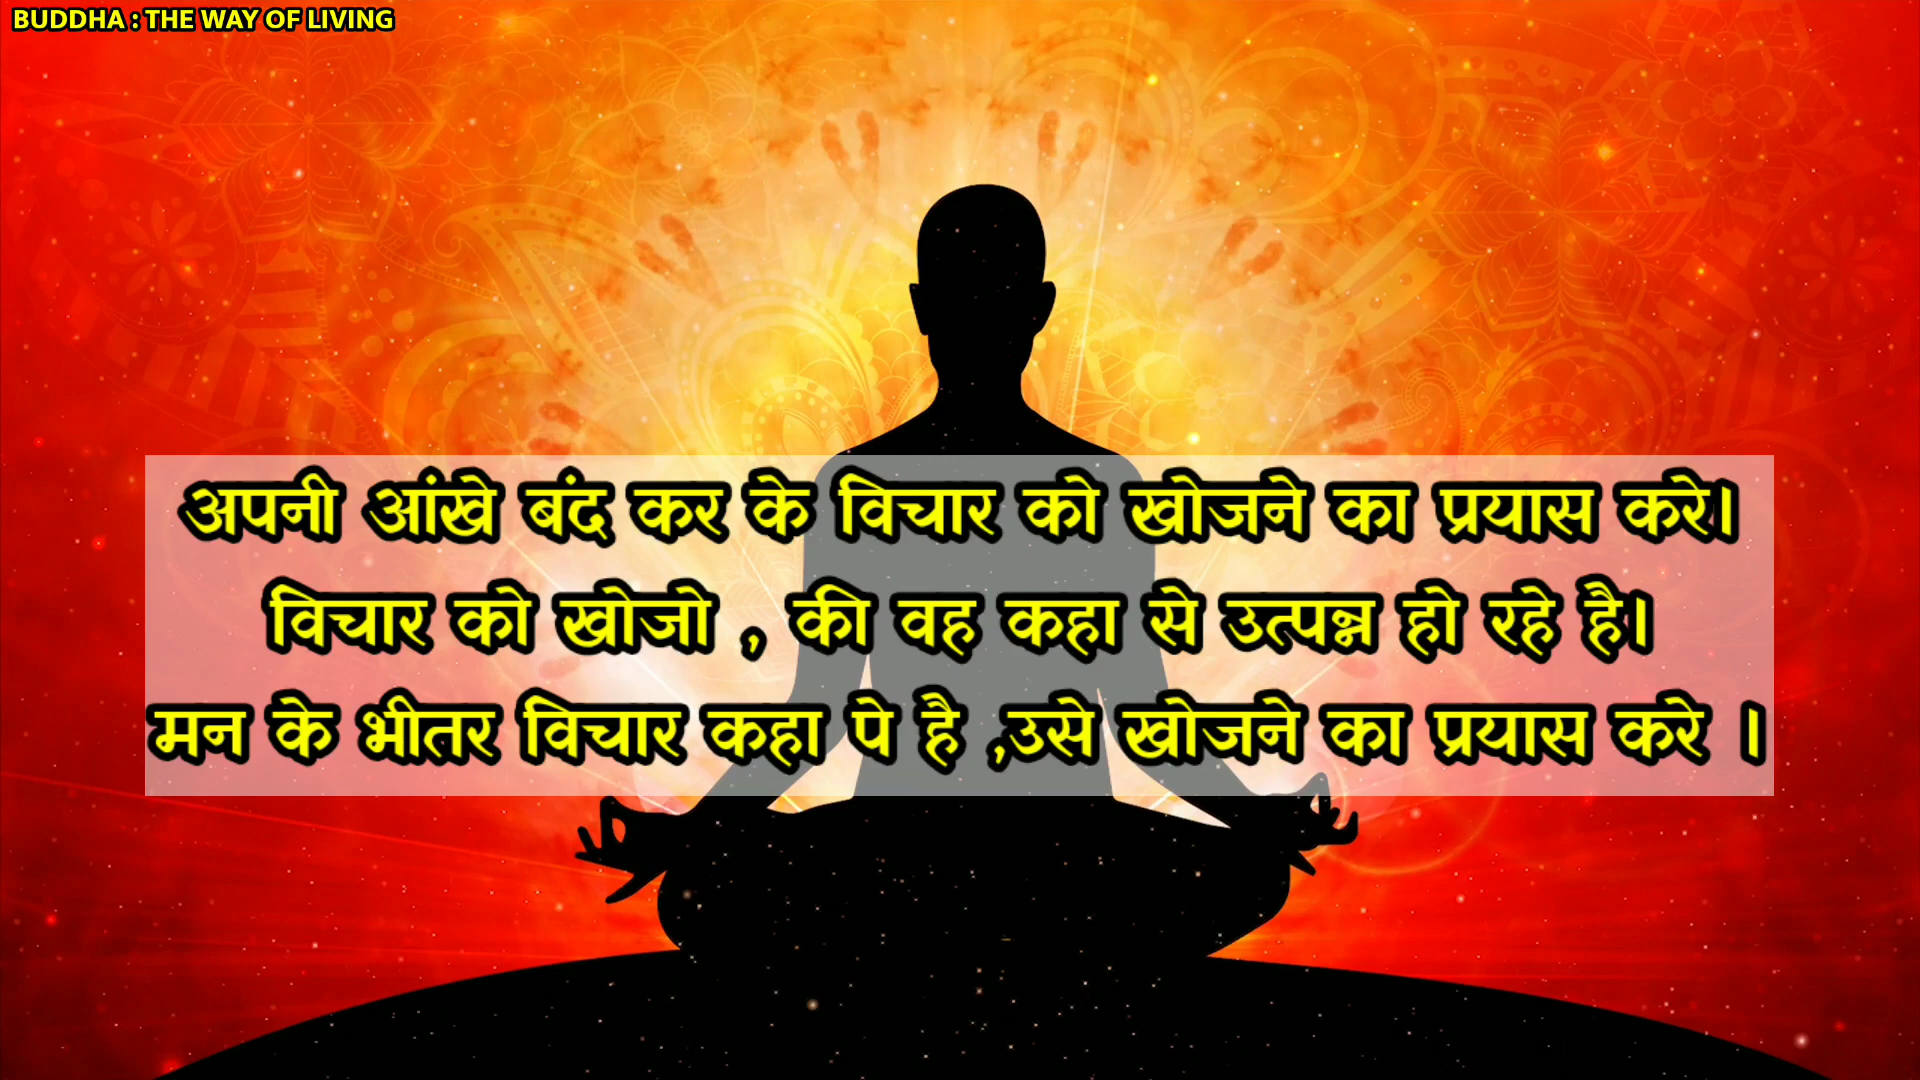 BUDDHA : THE WAY OF LIVING
अपनी आंखे बंद कर के विचार को खोजने का प्रयास करे।
विचार को खोजो , की वह कहा से उत्पन्न हो रहे है।
मन के भीतर विचार कहा पे है ,उसे खोजने का प्रयास करे ।